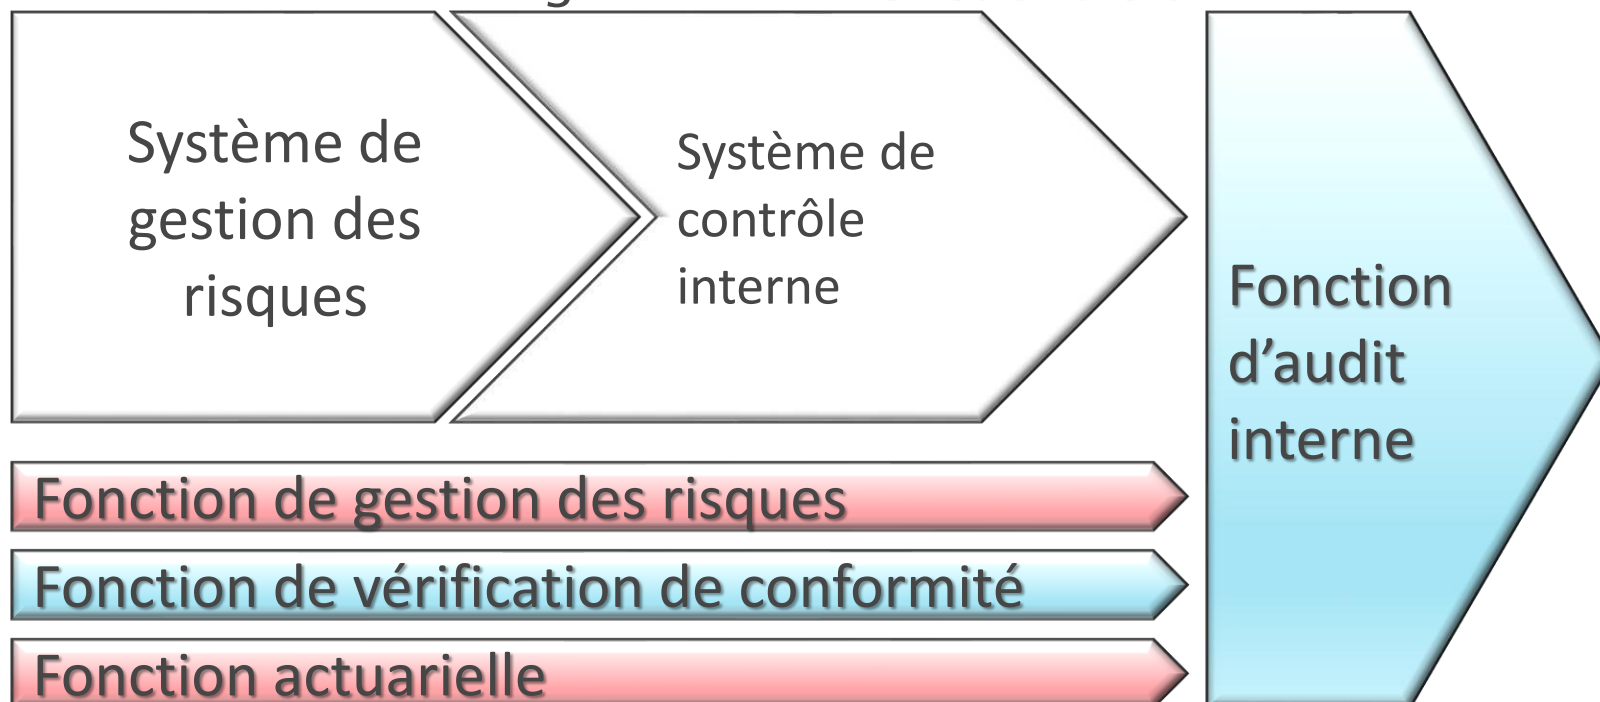 Système de
gestion des
risques
Système de
contrôle
interne
Fonction
d’audit
interne
Fonction de gestion des risques
Fonction de vérification de conformité
Fonction actuarielle